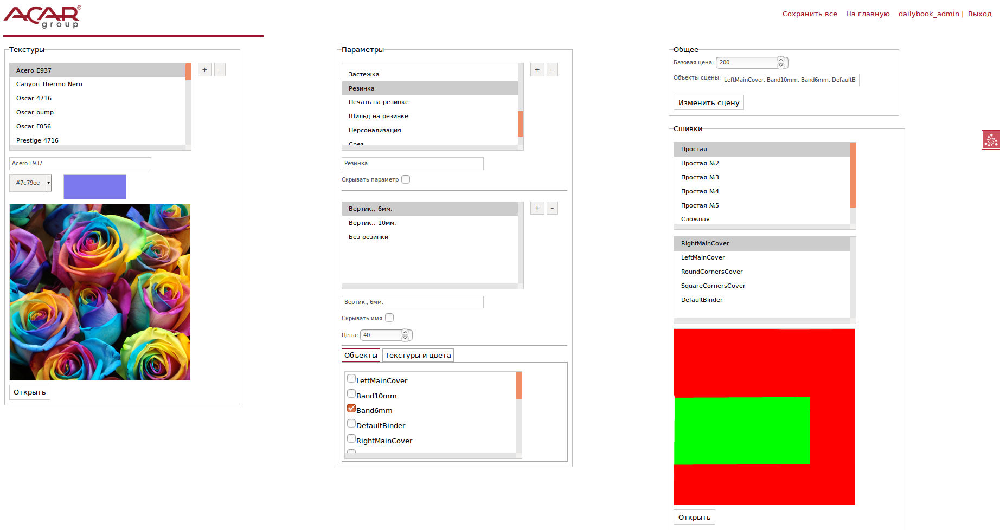 ACAR®
group
Сохранить все На главную dailybook_admin | Выход
Текстуры
Acero E937
Canyon Thermo Nero
Oscar 4716
Oscar bump
Oscar F056
Prestige 4716
+ -
Acero E937
#7c79ee
Открыть
Параметры
Застежка
Резинка
Печать на резинке
Шильд на резинке
Персонализация
Срез
+ -
Резинка
Скрывать параметр
Вертик., 6мм.
Вертик., 10мм.
Без резинки
+ -
Вертик., 6мм.
Скрывать имя
Цена: 40
Объекты Текстуры и цвета
LeftMainCover
Band10mm
Band6mm
DefaultBinder
RightMainCover
Общее
Базовая цена: 200
Объекты сцены: LeftMainCover, Band10mm, Band6mm, DefaultB
Изменить сцену
Сшивки
Простая
Простая №2
Простая №3
Простая №4
Простая №5
Сложная
RightMainCover
LeftMainCover
RoundCornersCover
SquareCornersCover
DefaultBinder
Открыть